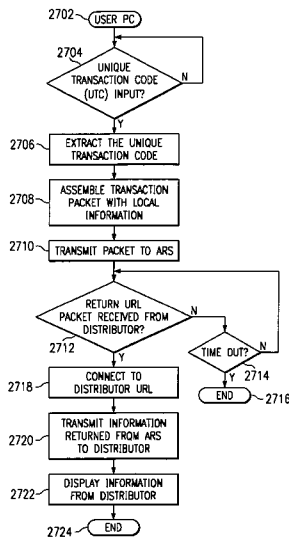 2702
USER PC
2704
UNIQUE
TRANSACTION CODE
(UTC) INPUT?
N
Y
2706
EXTRACT THE UNIQUE
TRANSACTION CODE
2708
ASSEMBLE TRANSACTION
PACKET WITH LOCAL
INFORMATION
2710
TRANSMIT PACKET TO ARS
RETURN URL
PACKET RECEIVED FROM
DISTRIBUTOR?
N
2712
Y
TIME OUT?
N
2714
Y
END
2716
2718
CONNECT TO
DISTRIBUTOR URL
2720
TRANSMIT INFORMATION
RETURNED FROM ARS
TO DISTRIBUTOR
2722
DISPLAY INFORMATION
FROM DISTRIBUTOR
2724
END